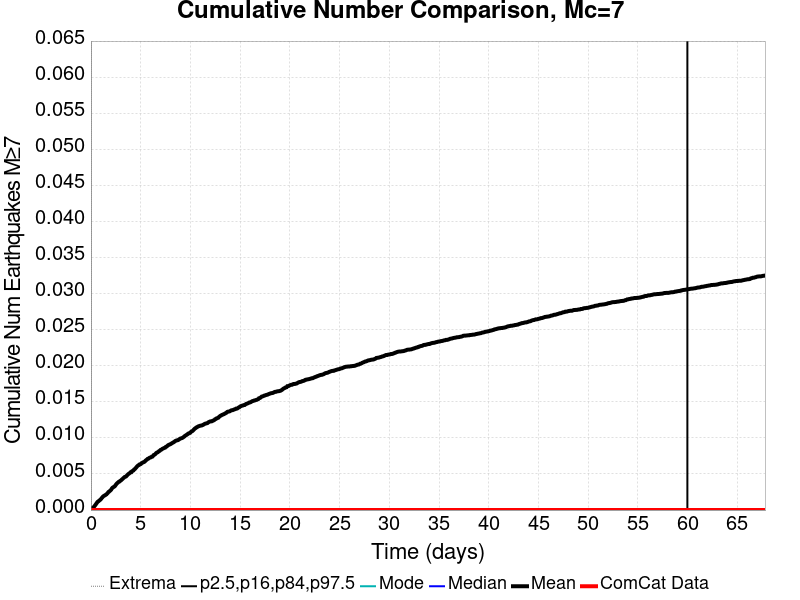 Cumulative Number Comparison, Mc=7
Cumulative Num Earthquakes M≥7
0.065
0.060
0.055
0.050
0.045
0.040
0.035
0.030
0.025
0.020
0.015
0.010
0.005
0.000
0 5 10 15 20 25 30 35 40 45 50 55 60 65
Time (days)
Extrema p2.5,p16,p84,p97.5 Mode Median Mean ComCat Data